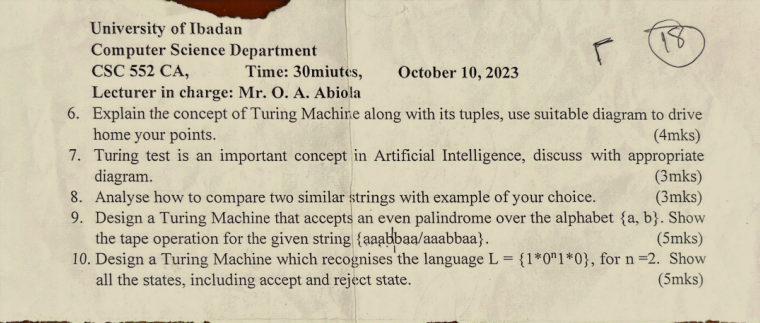 University of Ibadan
Computer Science Department
CSC 552 CA, Time: 30miutes, October 10, 2023
Lecturer in charge: Mr. O. A. Abiola
18
6. Explain the concept of Turing Machine along with its tuples, use suitable diagram to drive
home your points. (4mks)
7. Turing test is an important concept in Artificial Intelligence, discuss with appropriate
diagram. (3mks)
8. Analyse how to compare two similar strings with example of your choice. (3mks)
9. Design a Turing Machine that accepts an even palindrome over the alphabet {a, b}. Show
the tape operation for the given string {aaabbaa/aaabbaa}. (5mks)
10. Design a Turing Machine which recognises the language L = {1*0ⁿ1*0}, for n =2. Show
all the states, including accept and reject state. (5mks)